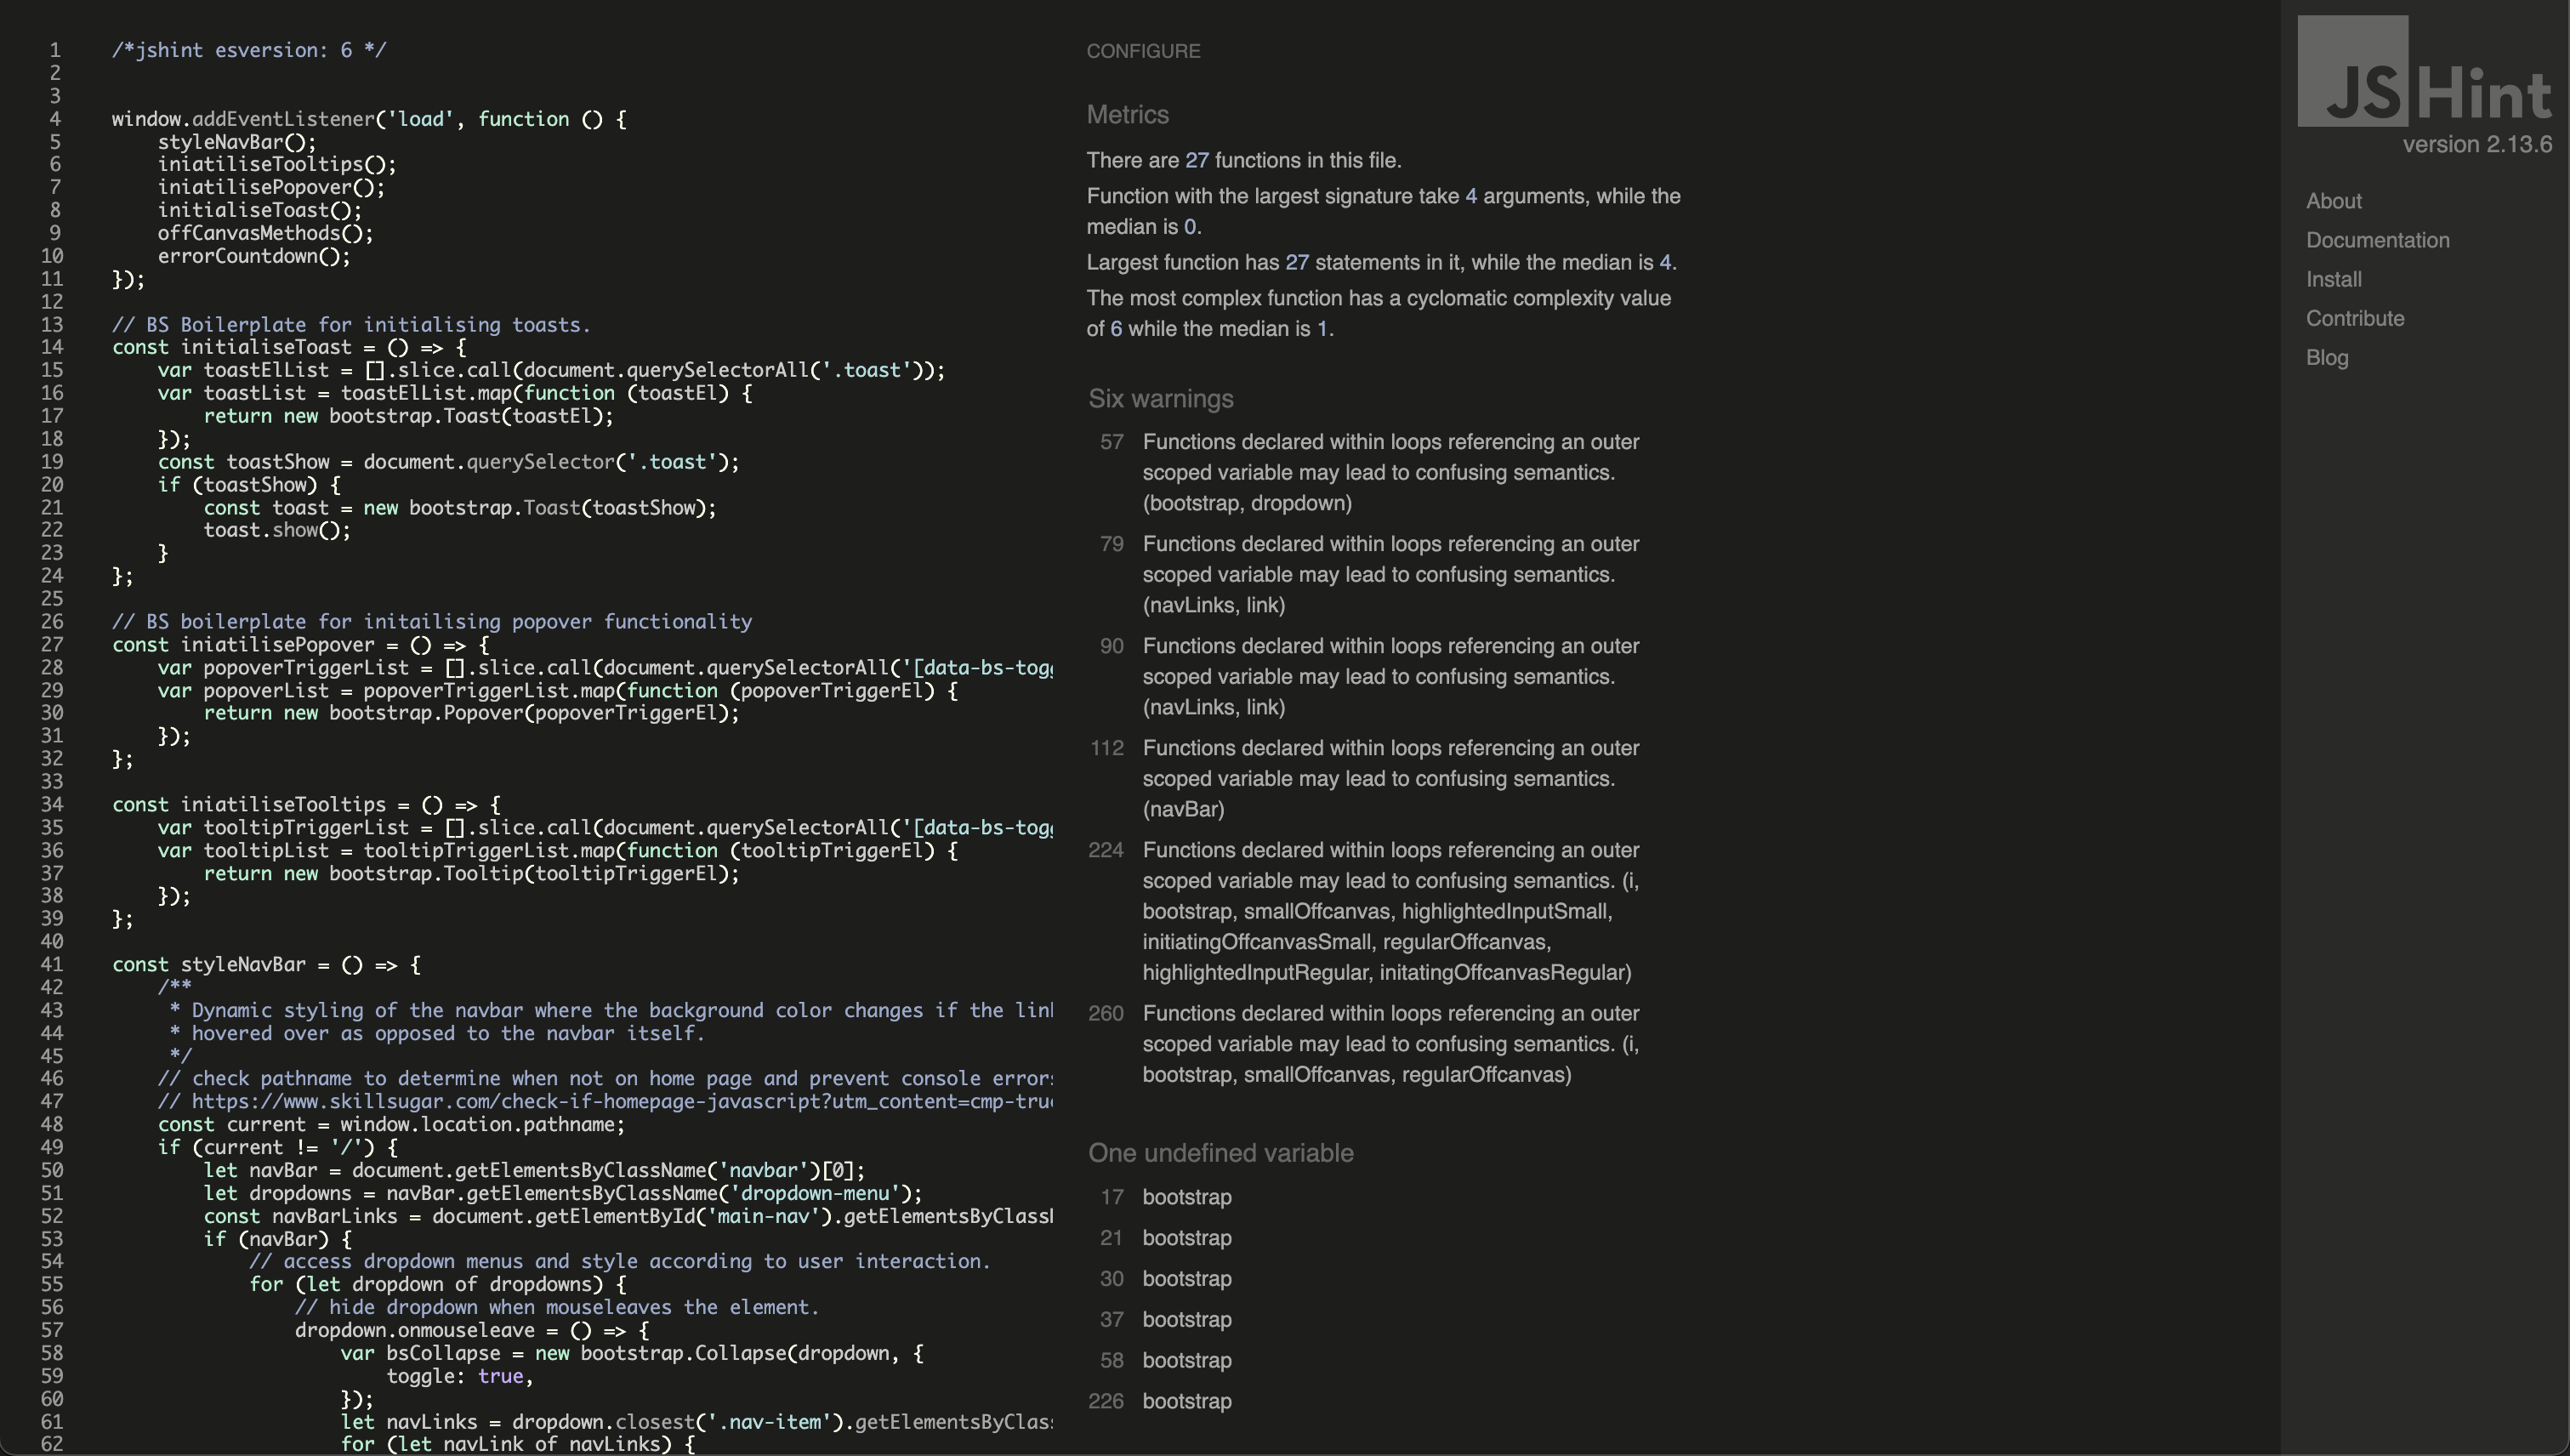 1 /*jshint esversion: 6 */
2
3
4 window.addEventListener('load', function () {
5 styleNavBar();
6 iniatiliseTooltips();
7 iniatilisePopover();
8 initialiseToast();
9 offCanvasMethods();
10 errorCountdown();
11 });
12
13 // BS Boilerplate for initialising toasts.
14 const initialiseToast = () => {
15 var toastElList = [].slice.call(document.querySelectorAll('.toast'));
16 var toastList = toastElList.map(function (toastEl) {
17 return new bootstrap.Toast(toastEl);
18 });
19 const toastShow = document.querySelector('.toast');
20 if (toastShow) {
21 const toast = new bootstrap.Toast(toastShow);
22 toast.show();
23 }
24 };
25
26 // BS boilerplate for initailising popover functionality
27 const iniatilisePopover = () => {
28 var popoverTriggerList = [].slice.call(document.querySelectorAll('[data-bs-togg
29 var popoverList = popoverTriggerList.map(function (popoverTriggerEl) {
30 return new bootstrap.Popover(popoverTriggerEl);
31 });
32 };
33
34 const iniatiliseTooltips = () => {
35 var tooltipTriggerList = [].slice.call(document.querySelectorAll('[data-bs-togg
36 var tooltipList = tooltipTriggerList.map(function (tooltipTriggerEl) {
37 return new bootstrap.Tooltip(tooltipTriggerEl);
38 });
39 };
40
41 const styleNavBar = () => {
42 /**
43 * Dynamic styling of the navbar where the background color changes if the lin
44 * hovered over as opposed to the navbar itself.
45 */
46 // check pathname to determine when not on home page and prevent console errors
47 // https://www.skillsugar.com/check-if-homepage-javascript?utm_content=cmp-tru
48 const current = window.location.pathname;
49 if (current != '/') {
50 let navBar = document.getElementsByClassName('navbar')[0];
51 let dropdowns = navBar.getElementsByClassName('dropdown-menu');
52 const navBarLinks = document.getElementById('main-nav').getElementsByClass
53 if (navBar) {
54 // access dropdown menus and style according to user interaction.
55 for (let dropdown of dropdowns) {
56 // hide dropdown when mouseleaves the element.
57 dropdown.onmouseleave = () => {
58 var bsCollapse = new bootstrap.Collapse(dropdown, {
59 toggle: true,
60 });
61 let navLinks = dropdown.closest('.nav-item').getElementsByClas
62 for (let navLink of navLinks) {
CONFIGURE
Metrics
There are 27 functions in this file.
Function with the largest signature take 4 arguments, while the
median is 0.
Largest function has 27 statements in it, while the median is 4.
The most complex function has a cyclomatic complexity value
of 6 while the median is 1.
Six warnings
57 Functions declared within loops referencing an outer
scoped variable may lead to confusing semantics.
(bootstrap, dropdown)
79 Functions declared within loops referencing an outer
scoped variable may lead to confusing semantics.
(navLinks, link)
90 Functions declared within loops referencing an outer
scoped variable may lead to confusing semantics.
(navLinks, link)
112 Functions declared within loops referencing an outer
scoped variable may lead to confusing semantics.
(navBar)
224 Functions declared within loops referencing an outer
scoped variable may lead to confusing semantics. (i,
bootstrap, smallOffcanvas, highlightedInputSmall,
initiatingOffcanvasSmall, regularOffcanvas,
highlightedInputRegular, initatingOffcanvasRegular)
260 Functions declared within loops referencing an outer
scoped variable may lead to confusing semantics. (i,
bootstrap, smallOffcanvas, regularOffcanvas)
One undefined variable
17 bootstrap
21 bootstrap
30 bootstrap
37 bootstrap
58 bootstrap
226 bootstrap
JSHint
version 2.13.6
About
Documentation
Install
Contribute
Blog